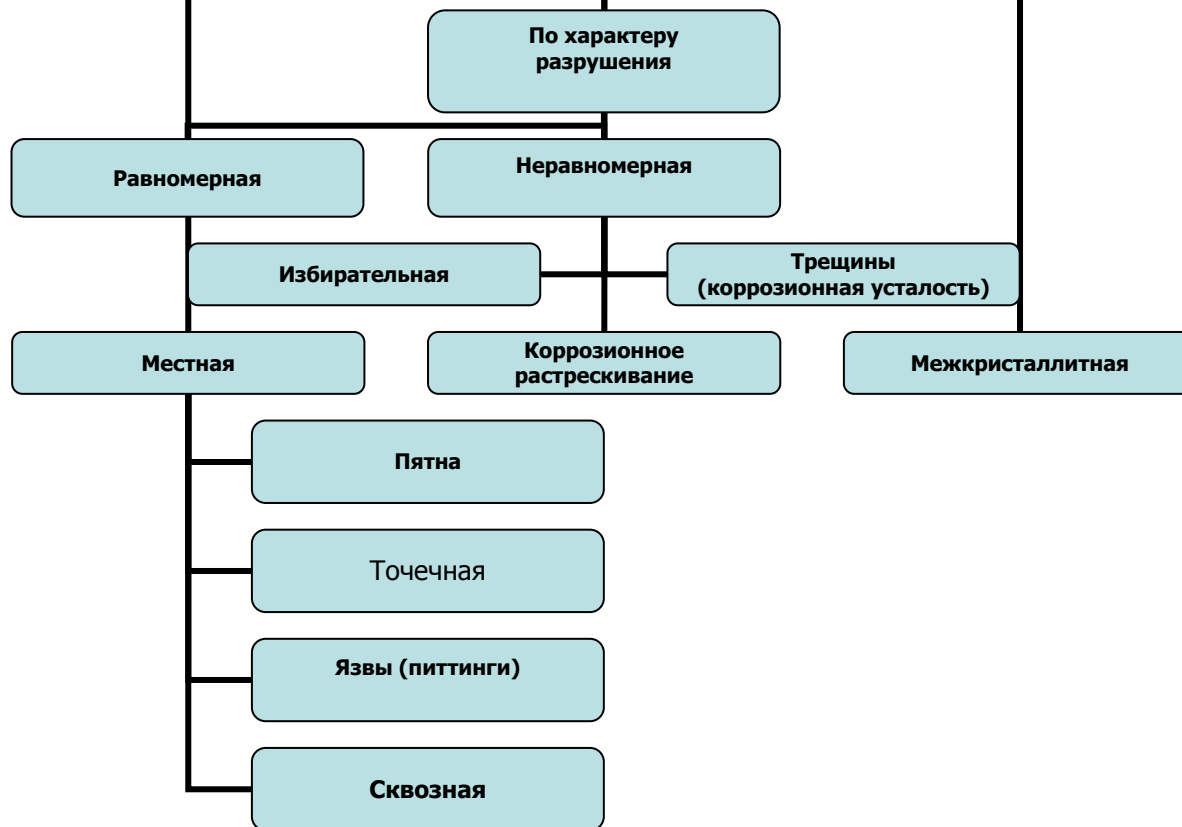 По характеру
разрушения
Равномерная
Неравномерная
Избирательная
Трещины
(коррозионная усталость)
Местная
Коррозионное
растрескивание
Межкристаллитная
Пятна
Точечная
Язвы (питтинги)
Сквозная